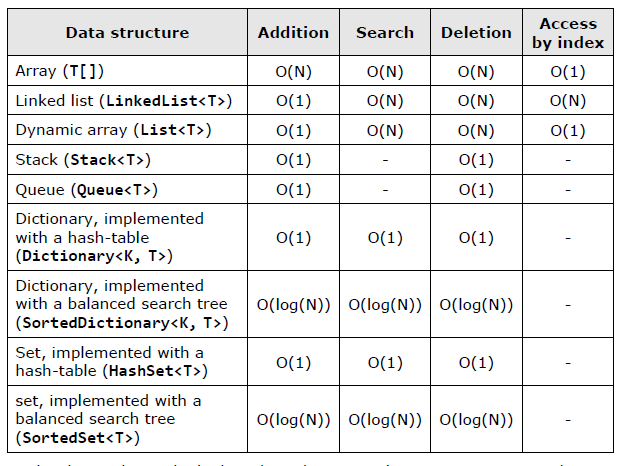 Data structure Addition Search Deletion Access by index
Array (T[]) O(N) O(N) O(N) O(1)
Linked list (LinkedList<T>) O(1) O(N) O(N) O(N)
Dynamic array (List<T>) O(1) O(N) O(N) O(1)
Stack (Stack<T>) O(1) - O(1) -
Queue (Queue<T>) O(1) - O(1) -
Dictionary, implemented
with a hash-table
(Dictionary<K, T>) O(1) O(1) O(1) -
Dictionary, implemented
with a balanced search tree
(SortedDictionary<K, T>) O(log(N)) O(log(N)) O(log(N)) -
Set, implemented with a
hash-table (HashSet<T>) O(1) O(1) O(1) -
set, implemented with a
balanced search tree
(SortedSet<T>) O(log(N)) O(log(N)) O(log(N)) -